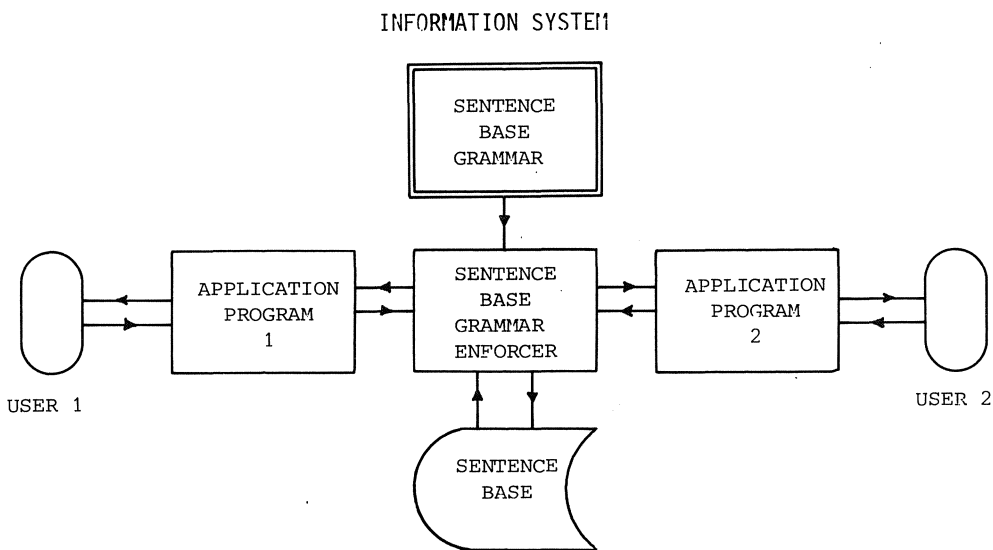 INFORMATION SYSTEM
SENTENCE
BASE
GRAMMAR
APPLICATION
PROGRAM
1
SENTENCE
BASE
GRAMMAR
ENFORCER
APPLICATION
PROGRAM
2
USER 1
USER 2
SENTENCE
BASE